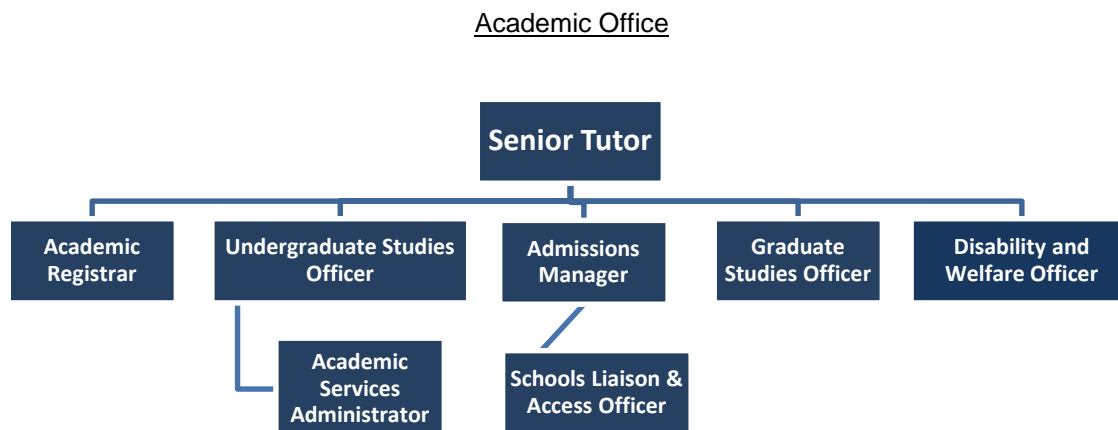 Academic Office
Senior Tutor
Academic
Registrar
Undergraduate Studies
Officer
Admissions
Manager
Graduate
Studies Officer
Disability and
Welfare Officer
Academic
Services
Administrator
Schools Liaison &
Access Officer